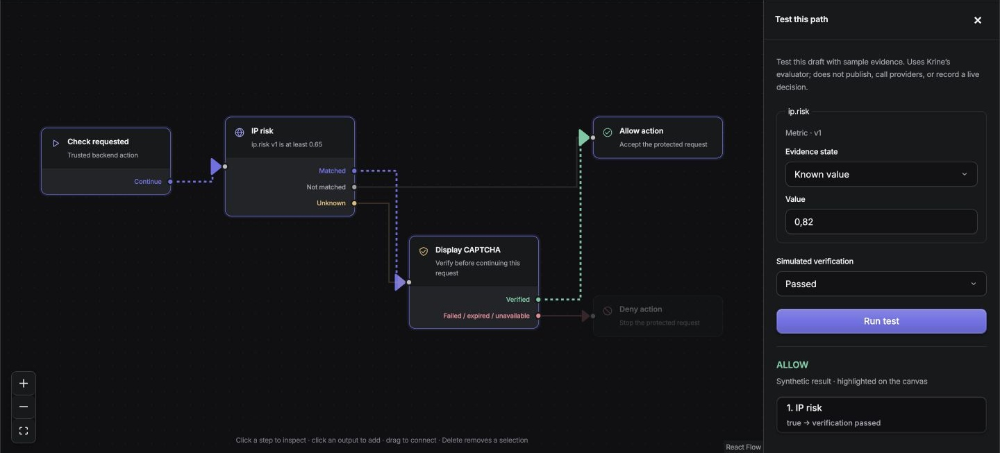 Check requested
Trusted backend action
Continue
IP risk
ip.risk v1 is at least 0.65
Matched
Not matched
Unknown
Display CAPTCHA
Verify before continuing this
request
Verified
Failed / expired / unavailable
Allow action
Accept the protected request
Deny action
Stop the protected request
Click a step to inspect · click an output to add · drag to connect · Delete removes a selection
React Flow
Test this path
Test this draft with sample evidence. Uses Krine's
evaluator; does not publish, call providers, or record a live
decision.
ip.risk
Metric · v1
Evidence state
Known value
Value
0,82
Simulated verification
Passed
Run test
ALLOW
Synthetic result · highlighted on the canvas
1. IP risk
true → verification passed